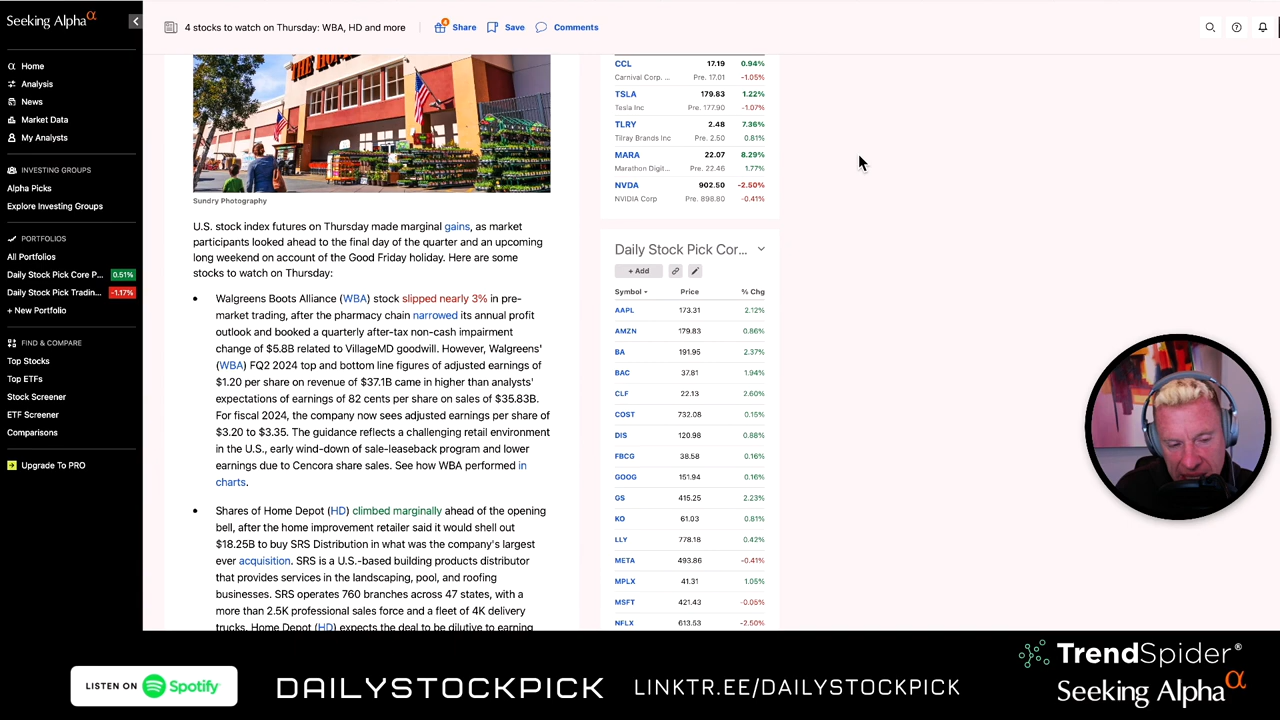 Seeking Alpha α
4 stocks to watch on Thursday: WBA, HD and more
4
Share
Save
Comments
α Home
Analysis
News
Market Data
My Analysts
INVESTING GROUPS
Alpha Picks
Explore Investing Groups
PORTFOLIOS
All Portfolios
Daily Stock Pick Core P... 0.51%
Daily Stock Pick Tradin... -1.17%
+ New Portfolio
FIND & COMPARE
Top Stocks
Top ETFs
Stock Screener
ETF Screener
Comparisons
Upgrade To PRO
THE HOM
Sundry Photography
U.S. stock index futures on Thursday made marginal gains, as market
participants looked ahead to the final day of the quarter and an upcoming
long weekend on account of the Good Friday holiday. Here are some
stocks to watch on Thursday:
• Walgreens Boots Alliance (WBA) stock slipped nearly 3% in pre-
market trading, after the pharmacy chain narrowed its annual profit
outlook and booked a quarterly after-tax non-cash impairment
change of $5.8B related to VillageMD goodwill. However, Walgreens'
(WBA) FQ2 2024 top and bottom line figures of adjusted earnings of
$1.20 per share on revenue of $37.1B came in higher than analysts'
expectations of earnings of 82 cents per share on sales of $35.83B.
For fiscal 2024, the company now sees adjusted earnings per share of
$3.20 to $3.35. The guidance reflects a challenging retail environment
in the U.S., early wind-down of sale-leaseback program and lower
earnings due to Cencora share sales. See how WBA performed in
charts.
• Shares of Home Depot (HD) climbed marginally ahead of the opening
bell, after the home improvement retailer said it would shell out
$18.25B to buy SRS Distribution in what was the company's largest
ever acquisition. SRS is a U.S.-based building products distributor
that provides services in the landscaping, pool, and roofing
businesses. SRS operates 760 branches across 47 states, with a
more than 2.5K professional sales force and a fleet of 4K delivery
trucks. Home Depot (HD) expects the deal to be dilutive to earning
CCL 17.19 0.94%
Carnival Corp. ... Pre. 17.01 -1.05%
TSLA 179.83 1.22%
Tesla Inc Pre. 177.90 -1.07%
TLRY 2.48 7.36%
Tilray Brands Inc Pre. 2.50 0.81%
MARA 22.07 8.29%
Marathon Digit... Pre. 22.46 1.77%
NVDA 902.50 -2.50%
NVIDIA Corp Pre. 898.80 -0.41%
Daily Stock Pick Cor...
+ Add
Symbol Price % Chg
AAPL 173.31 2.12%
AMZN 179.83 0.86%
BA 191.95 2.37%
BAC 37.81 1.94%
CLF 22.13 2.60%
COST 732.08 0.15%
DIS 120.98 0.88%
FBCG 38.58 0.16%
GOOG 151.94 0.16%
GS 415.25 2.23%
KO 61.03 0.81%
LLY 778.18 0.42%
META 493.86 -0.41%
MPLX 41.31 1.05%
MSFT 421.43 -0.05%
NFLX 613.53 -2.50%
LISTEN ON Spotify
DAILYSTOCKPICK
LINKTR.EE/DAILYSTOCKPICK
TrendSpider®
Seeking Alpha α